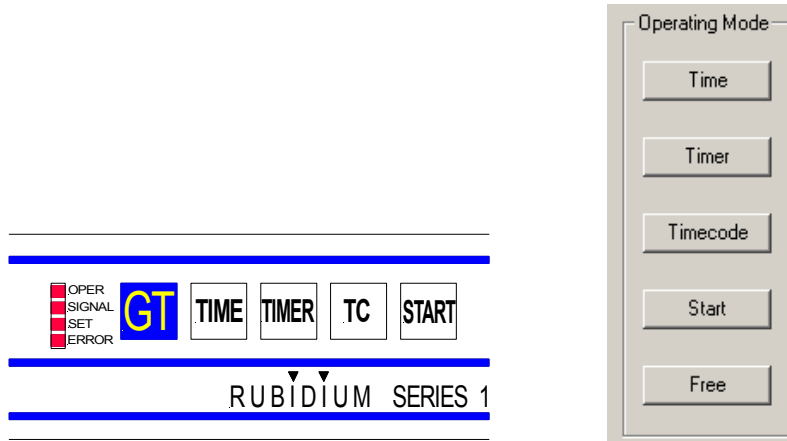 OPER
SIGNAL
SET
ERROR
GT
TIME
TIMER
TC
START
RUBIDIUM SERIES 1
Operating Mode
Time
Timer
Timecode
Start
Free